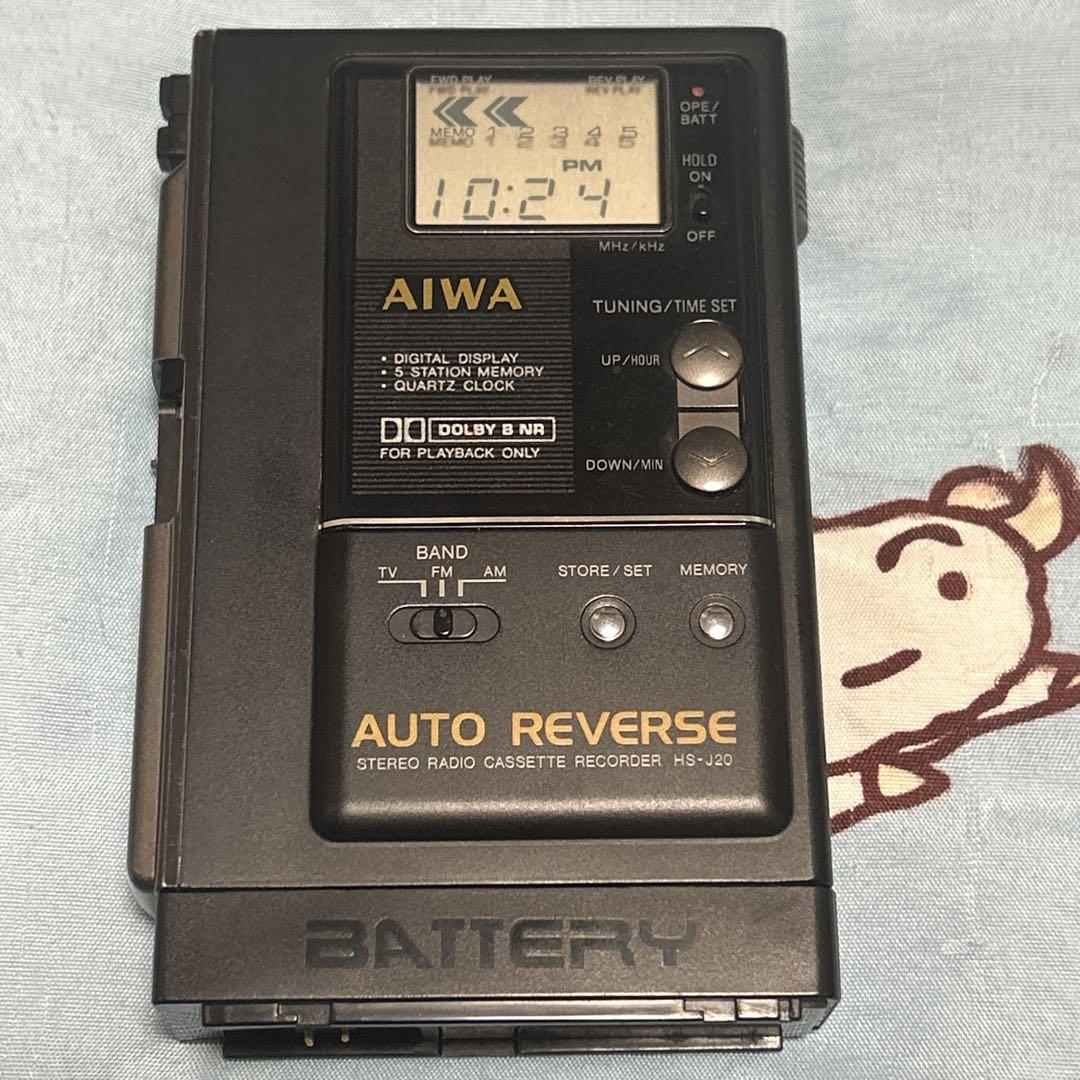 FWD PLAY REV PLAY
MEMO 1 2 3 4 5
PM
10:24
OPE/
BATT
HOLD
ON
OFF
MHz/kHz
AIWA
TUNING/TIME SET
UP/HOUR
• DIGITAL DISPLAY
• 5 STATION MEMORY
• QUARTZ CLOCK
DOLBY B NR
FOR PLAYBACK ONLY
DOWN/MIN
BAND
TV FM AM
STORE/SET
MEMORY
AUTO REVERSE
STEREO RADIO CASSETTE RECORDER HS-J20
BATTERY